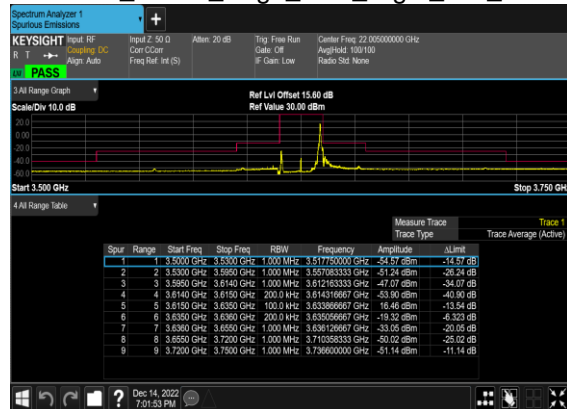 Spectrum Analyzer 1
Spurious Emissions
+
KEYSIGHT Input: RF Input Z: 50 Ω Atten: 20 dB Trig: Free Run Center Freq: 22.005000000 GHz
R T Coupling: DC Corr CCorr Gate: Off Avg|Hold: 100/100
Align: Auto Freq Ref: Int (S) IF Gain: Low Radio Std: None
PASS
3 All Range Graph Ref Lvl Offset 15.60 dB
Scale/Div 10.0 dB Ref Value 30.00 dBm
20.0
0.00
-20.0
-40.0
-60.0
Start 3.500 GHz Stop 3.750 GH
4 All Range Table
Measure Trace Trace 1
Trace Type Trace Average (Active)
Spur Range Start Freq Stop Freq RBW Frequency Amplitude ΔLimit
1 1 3.5000 GHz 3.5300 GHz 1.000 MHz 3.517750000 GHz -54.57 dBm -14.57 dB
2 2 3.5300 GHz 3.5950 GHz 1.000 MHz 3.557083333 GHz -51.24 dBm -26.24 dB
3 3 3.5950 GHz 3.6140 GHz 1.000 MHz 3.612163333 GHz -47.07 dBm -34.07 dB
4 4 3.6140 GHz 3.6150 GHz 200.0 kHz 3.614316667 GHz -53.90 dBm -40.90 dB
5 5 3.6150 GHz 3.6350 GHz 100.0 kHz 3.633866667 GHz 16.46 dBm -13.54 dB
6 6 3.6350 GHz 3.6360 GHz 200.0 kHz 3.635056667 GHz -19.32 dBm -6.323 dB
7 7 3.6360 GHz 3.6550 GHz 1.000 MHz 3.636126667 GHz -33.05 dBm -20.05 dB
8 8 3.6550 GHz 3.7200 GHz 1.000 MHz 3.710358333 GHz -50.02 dBm -25.02 dB
9 9 3.7200 GHz 3.7500 GHz 1.000 MHz 3.736600000 GHz -51.14 dBm -11.14 dB
? Dec 14, 2022
7:01:53 PM